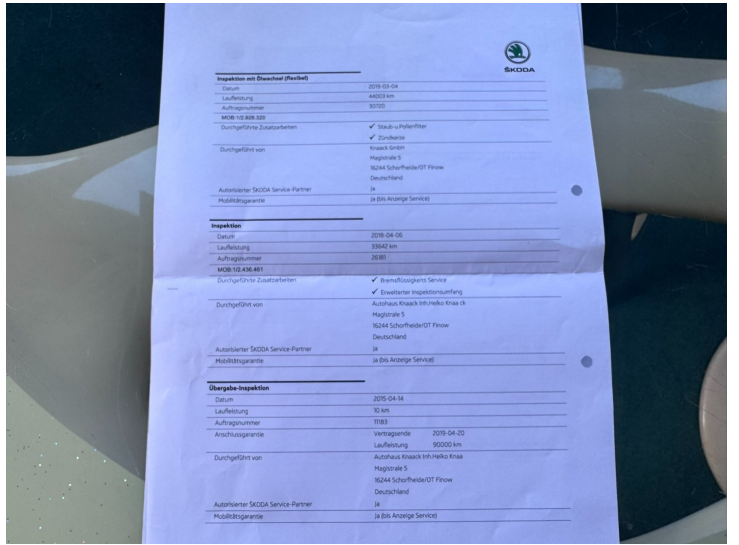 ŠKODA
Inspektion mit Ölwechsel (flexibel)
Datum 2019-03-04
Laufleistung 44003 km
Auftragsnummer 30720
MOB-1/2.828.320
Durchgeführte Zusatzarbeiten ✓ Staub-u.Pollenfilter
✓ Zündkerze
Durchgeführt von Knaack GmbH
Magistrale 5
16244 Schorfheide/OT Finow
Deutschland
Autorisierter ŠKODA Service-Partner Ja
Mobilitätsgarantie Ja (bis Anzeige Service)
Inspektion
Datum 2018-04-06
Laufleistung 33642 km
Auftragsnummer 26181
MOB-1/2.436.461
Durchgeführte Zusatzarbeiten ✓ Bremsflüssigkeits Service
✓ Erweiterter Inspektionsumfang
Durchgeführt von Autohaus Knaack Inh.Heiko Knaa ck
Magistrale 5
16244 Schorfheide/OT Finow
Deutschland
Autorisierter ŠKODA Service-Partner Ja
Mobilitätsgarantie Ja (bis Anzeige Service)
Übergabe-Inspektion
Datum 2015-04-14
Laufleistung 10 km
Auftragsnummer 11183
Anschlussgarantie Vertragsende 2019-04-20
Laufleistung 90000 km
Durchgeführt von Autohaus Knaack Inh.Heiko Knaa
Magistrale 5
16244 Schorfheide/OT Finow
Deutschland
Autorisierter ŠKODA Service-Partner Ja
Mobilitätsgarantie Ja (bis Anzeige Service)